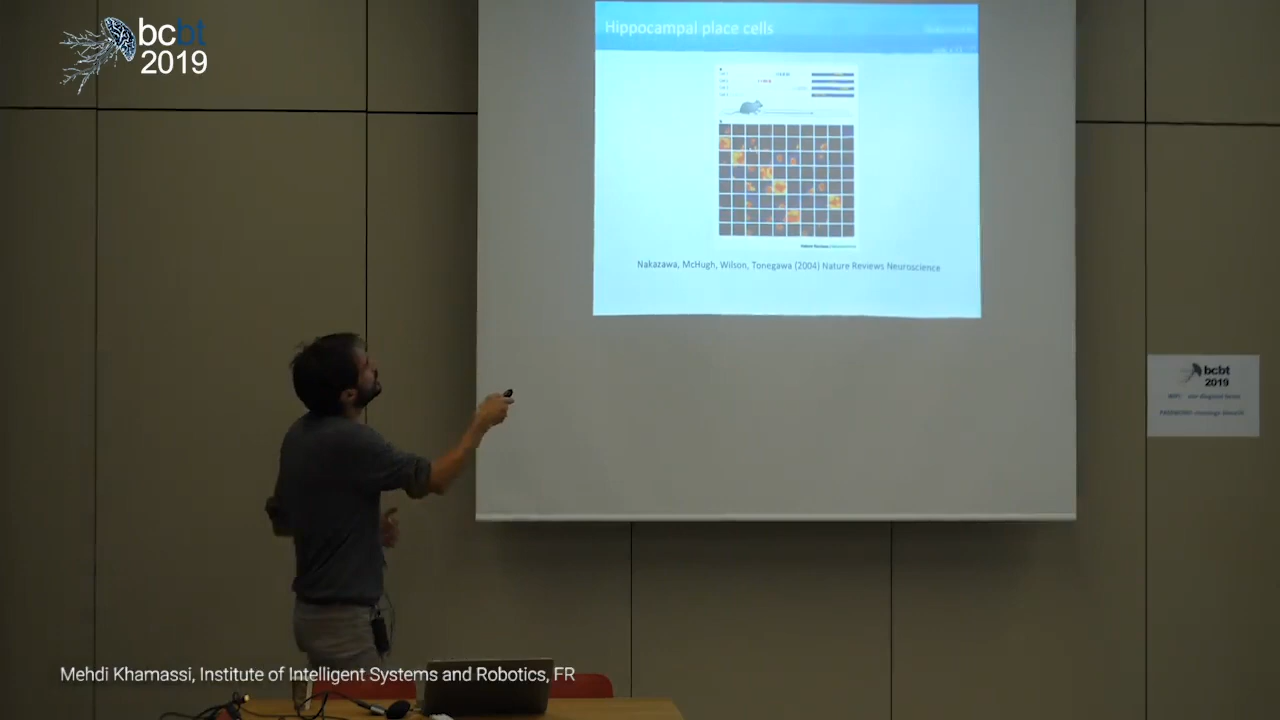 bcbt
2019
Hippocampal place cells
Nakazawa, McHugh, Wilson, Tonegawa (2004) Nature Reviews Neuroscience
bcbt
2019
Mehdi Khamassi, Institute of Intelligent Systems and Robotics, FR